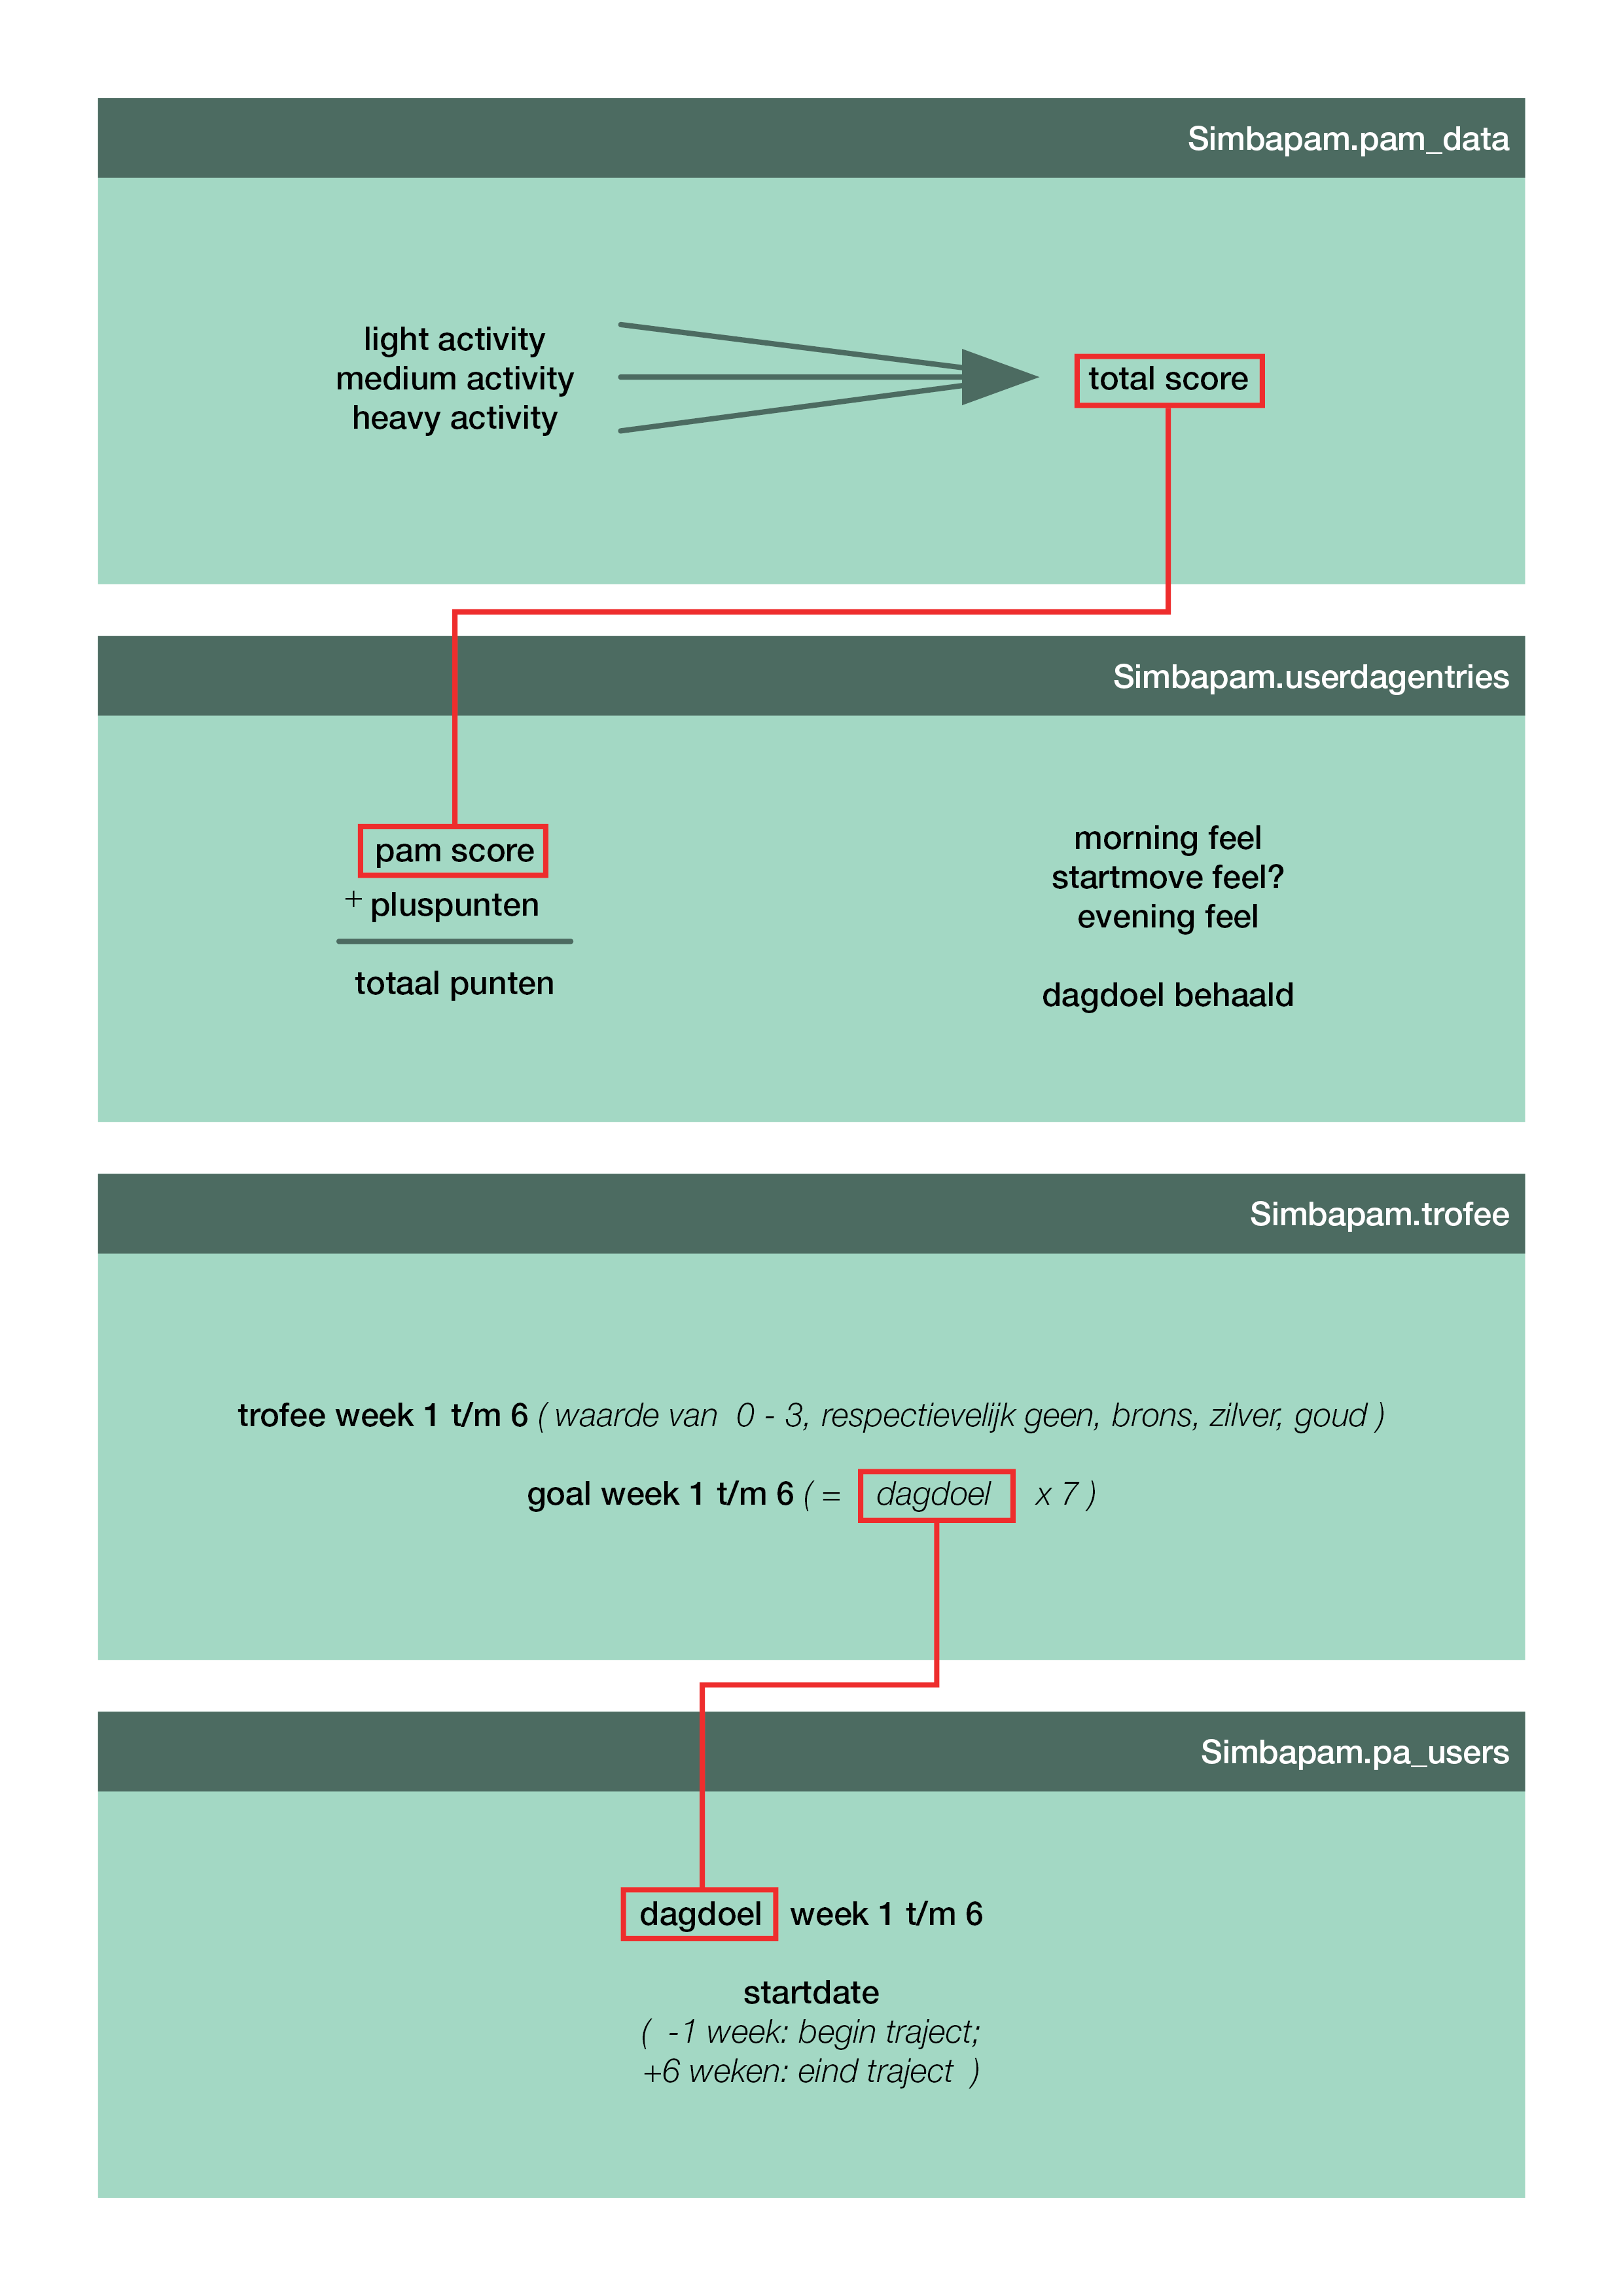 Simbapam.pam_data
light activity
medium activity
heavy activity
total score
Simbapam.userdagentries
pam score
+ pluspunten
totaal punten
morning feel
startmove feel?
evening feel
dagdoel behaald
Simbapam.trofee
trofee week 1 t/m 6 ( waarde van 0 - 3, respectievelijk geen, brons, zilver, goud )
goal week 1 t/m 6 ( = dagdoel x 7 )
Simbapam.pa_users
dagdoel week 1 t/m 6
startdate
( -1 week: begin traject;
+6 weken: eind traject )